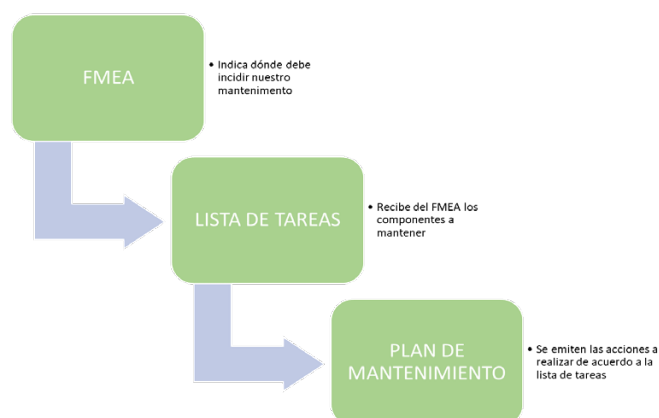 FMEA
• Indica dónde debe
incidir nuestro
mantenimento
LISTA DE TAREAS
• Recibe del FMEA los
componentes a
mantener
PLAN DE
MANTENIMIENTO
• Se emiten las acciones a
realizar de acuerdo a la
lista de tareas